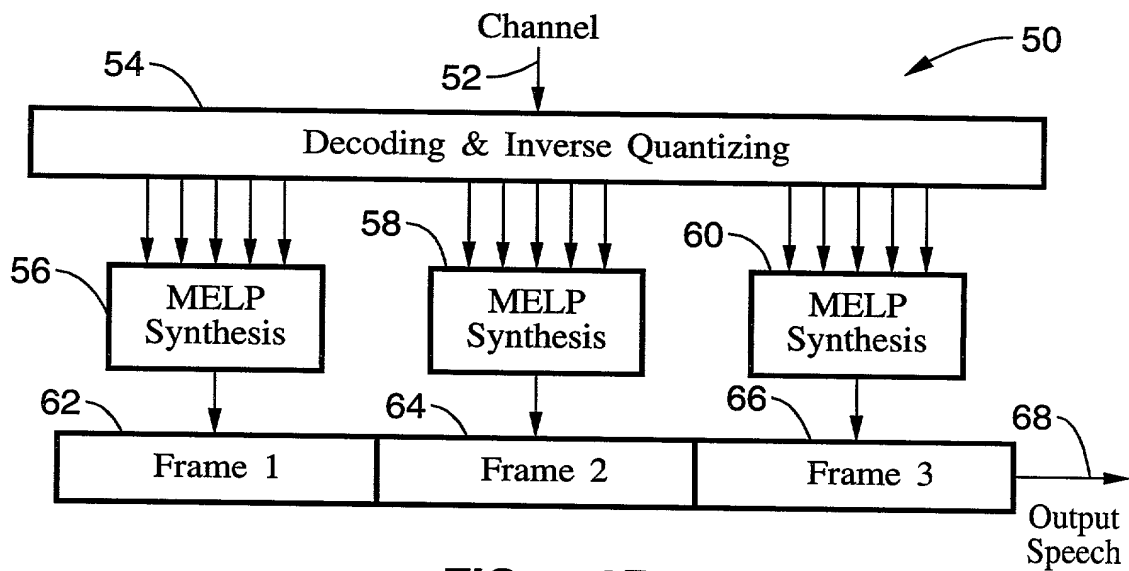 Channel
50
54
52
Decoding & Inverse Quantizing
58
60
56
MELP
Synthesis
MELP
Synthesis
MELP
Synthesis
62
64
66
68
Frame 1
Frame 2
Frame 3
Output
Speech